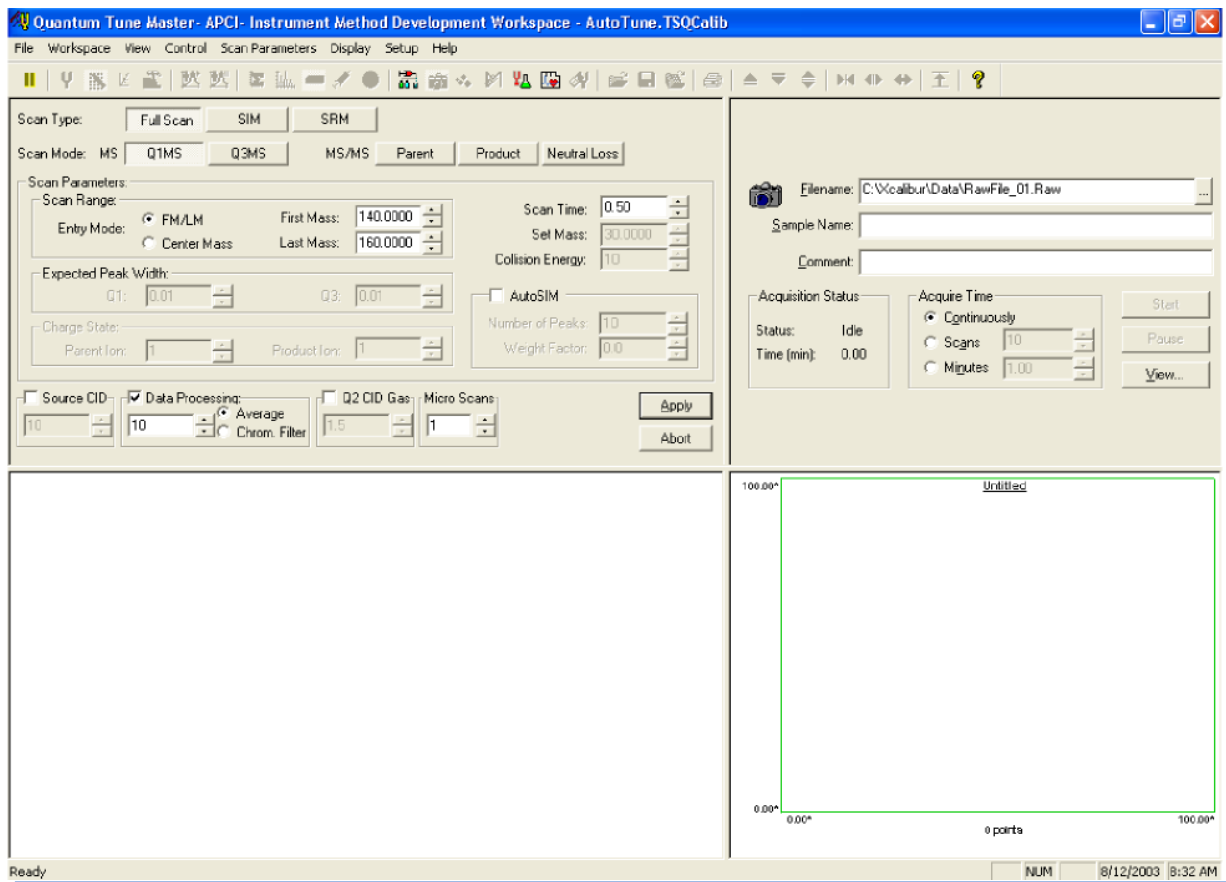 Quantum Tune Master- APCI- Instrument Method Development Workspace - AutoTune.TSQCalib
File Workspace View Control Scan Parameters Display Setup Help
Scan Type: Full Scan SIM SRM
Scan Mode: MS Q1MS Q3MS MS/MS Parent Product Neutral Loss
Scan Parameters:
Scan Range:
Entry Mode: FM/LM Center Mass
First Mass: 140.0000
Last Mass: 160.0000
Scan Time: 0.50
Set Mass: 30.0000
Collision Energy: 10
Expected Peak Width:
Q1: 0.01 Q3: 0.01
Charge State:
Parent Ion: 1 Product Ion: 1
AutoSIM
Number of Peaks: 10
Weight Factor: 0.0
Source CID
10
Data Processing:
10 Average
Chrom. Filter
Q2 CID Gas
1.5
Micro Scans
1
Apply
Abort
Filename: C:\Xcalibur\Data\RawFile_01.Raw ...
Sample Name:
Comment:
Acquisition Status
Status: Idle
Time (min): 0.00
Acquire Time
Continuously
Scans 10
Minutes 1.00
Start
Pause
View...
Untitled
100.00*
0.00*
0.00* 100.00*
0 points
Ready NUM 8/12/2003 8:32 AM